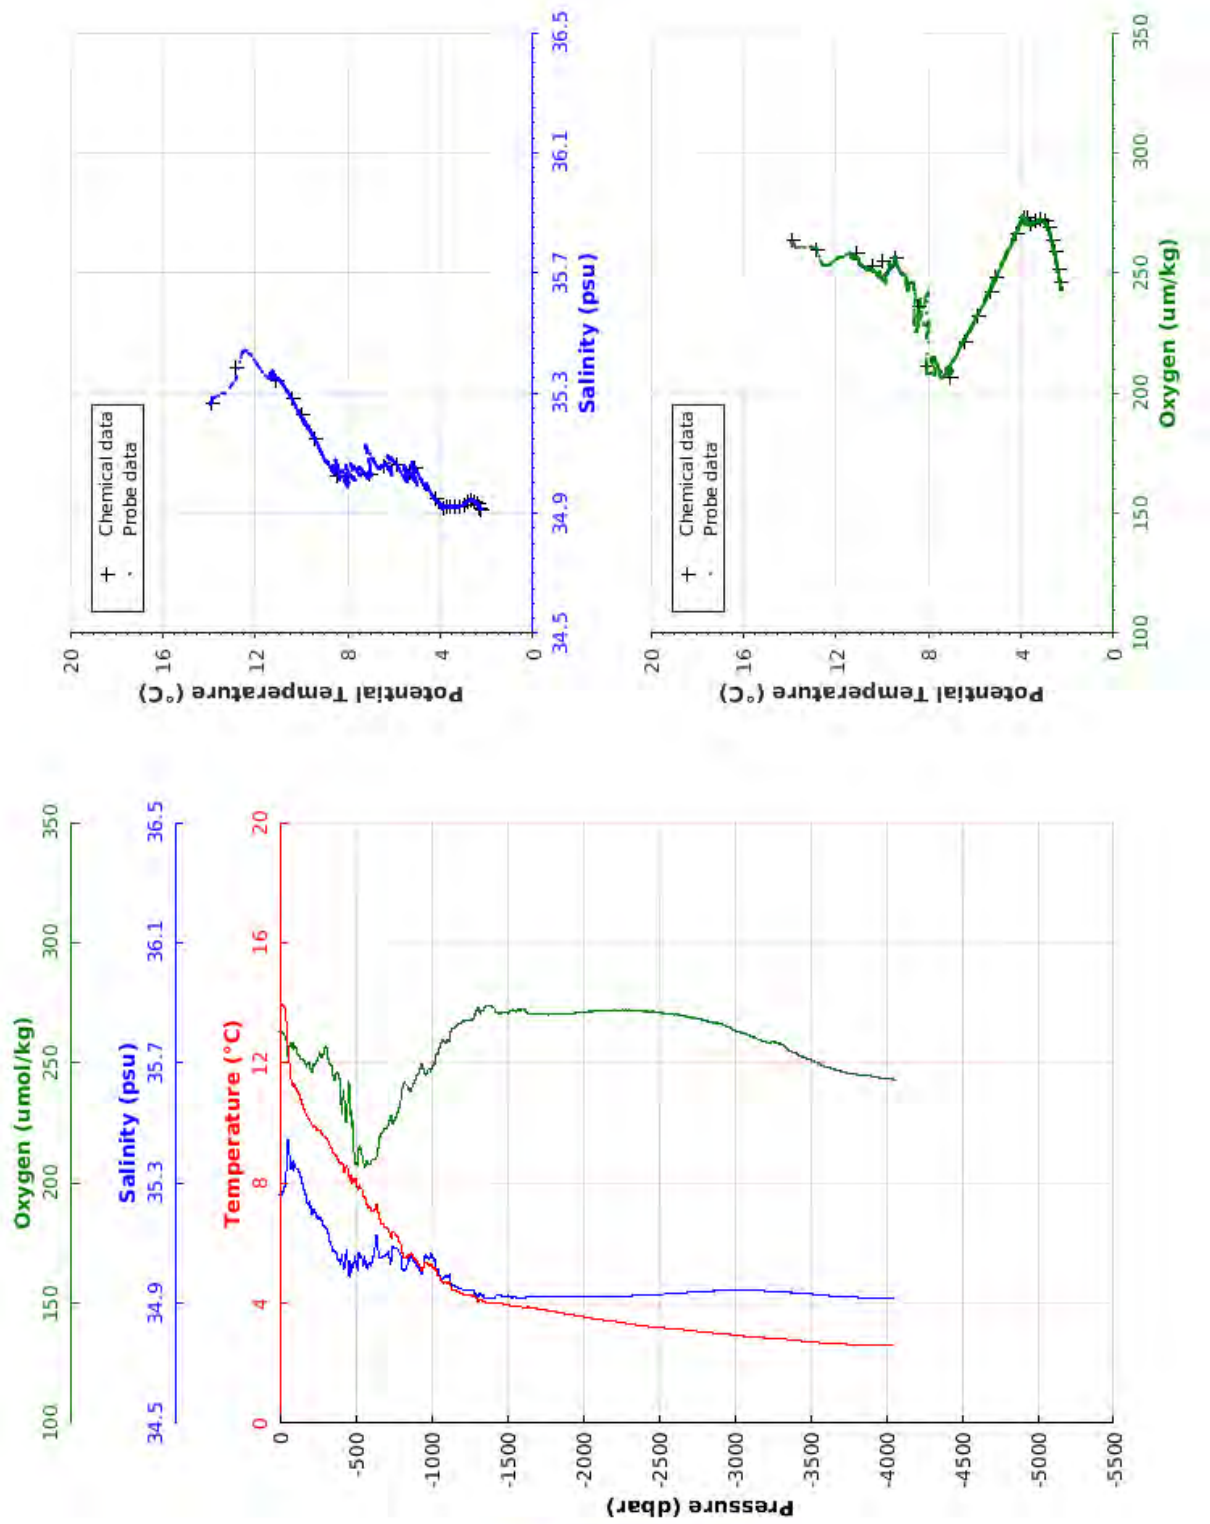 Oxygen (umol/kg)
100 150 200 250 300 350
Salinity (psu)
34.5 34.9 35.3 35.7 36.1 36.5
Temperature (°C)
0 4 8 12 16 20
0
-500
-1000
-1500
-2000
-2500
-3000
-3500
-4000
-4500
-5000
-5500
Pressure (dbar)
20
16
12
8
4
0
Potential Temperature (°C)
Chemical data
Probe data
34.5 34.9 35.3 35.7 36.1 36.5
Salinity (psu)
20
16
12
8
4
0
Potential Temperature (°C)
Chemical data
Probe data
100 150 200 250 300 350
Oxygen (um/kg)